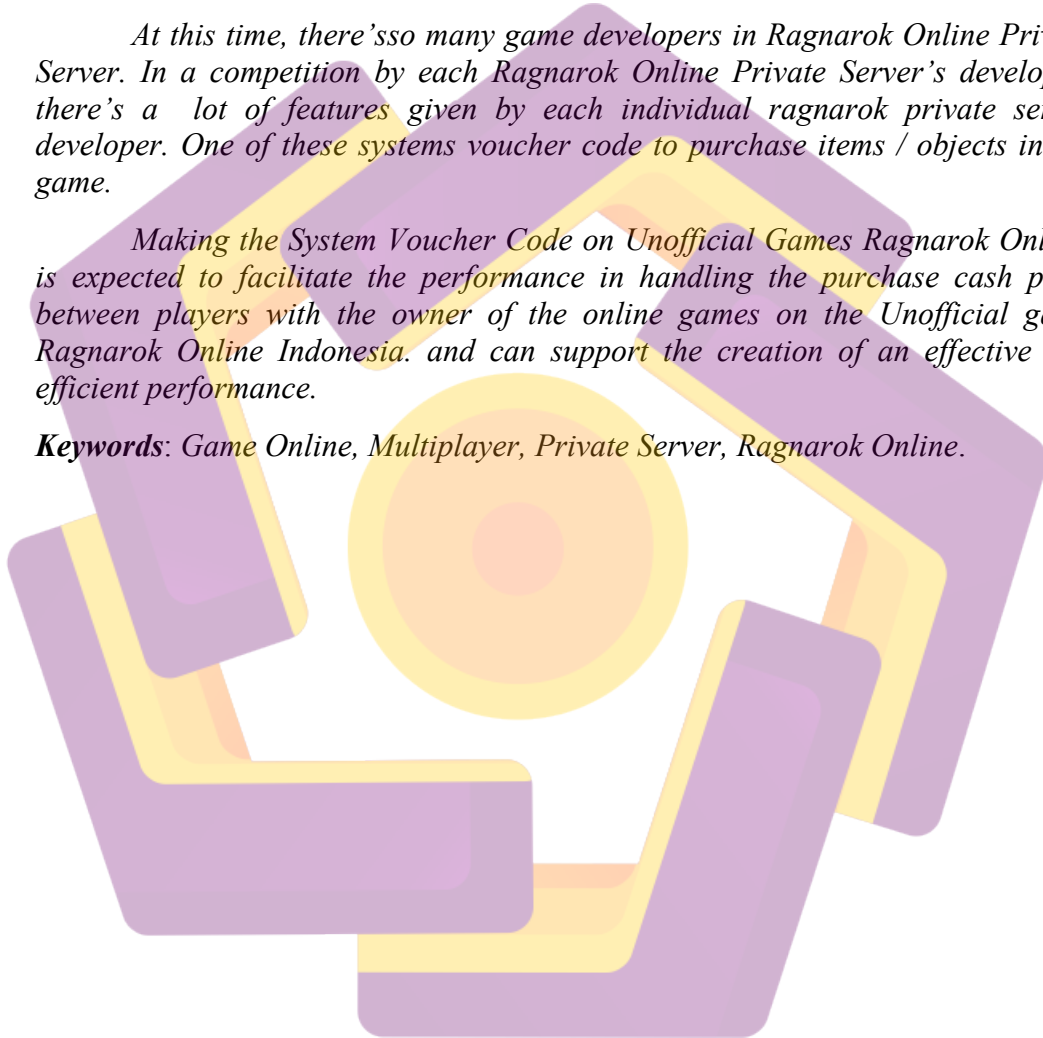 At this time, there’sso many game developers in Ragnarok Online Pri
Server. In a competition by each Ragnarok Online Private Server’s develop
there’s a lot of features given by each individual ragnarok private se
developer. One of these systems voucher code to purchase items / objects in
game.
Making the System Voucher Code on Unofficial Games Ragnarok Onl
is expected to facilitate the performance in handling the purchase cash p
between players with the owner of the online games on the Unofficial g
Ragnarok Online Indonesia. and can support the creation of an effective
efficient performance.
Keywords: Game Online, Multiplayer, Private Server, Ragnarok Online.